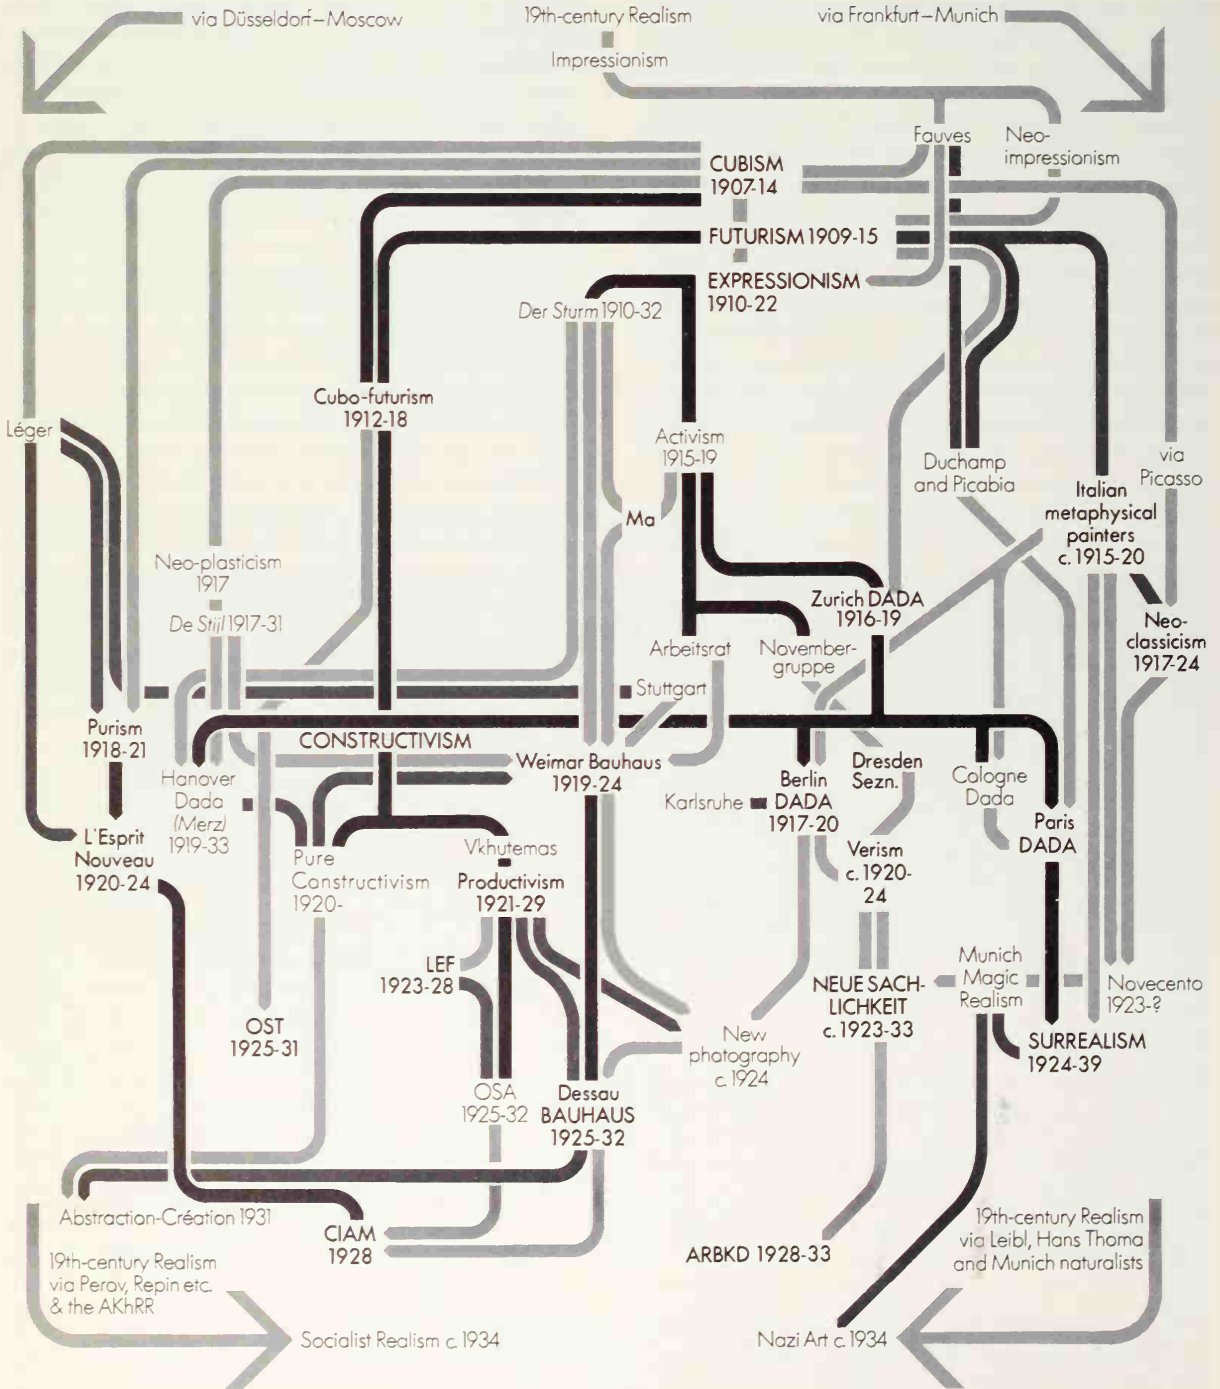 via Düsseldorf–Moscow
19th-century Realism
via Frankfurt–Munich
Impressionism
Fauves
Neo-
impressionism
CUBISM
1907-14
FUTURISM 1909-15
EXPRESSIONISM
1910-22
Der Sturm 1910-32
Cubo-futurism
1912-18
Léger
Activism
1915-19
Duchamp
and Picabia
via
Picasso
Italian
metaphysical
painters
c. 1915-20
Ma
Neo-plasticism
1917
De Stijl 1917-31
Zurich DADA
1916-19
Neo-
classicism
1917-24
Arbeitsrat
November-
gruppe
Stuttgart
Purism
1918-21
CONSTRUCTIVISM
Weimar Bauhaus
1919-24
Hanover
Dada
(Merz)
1919-33
Karlsruhe
Berlin
DADA
1917-20
Dresden
Sezn.
Cologne
Dada
Paris
DADA
L'Esprit
Nouveau
1920-24
Pure
Constructivism
1920-
Vkhutemas
Productivism
1921-29
Verism
c. 1920-
24
LEF
1923-28
NEUE SACH-
LICHKEIT
c. 1923-33
Munich
Magic
Realism
Novecento
1923-?
OST
1925-31
New
photography
c. 1924
SURREALISM
1924-39
OSA
1925-32
Dessau
BAUHAUS
1925-32
Abstraction-Création 1931
CIAM
1928
ARBKD 1928-33
19th-century Realism
via Leibl, Hans Thoma
and Munich naturalists
19th-century Realism
via Perov, Repin etc.
& the AKhRR
Socialist Realism c. 1934
Nazi Art c. 1934